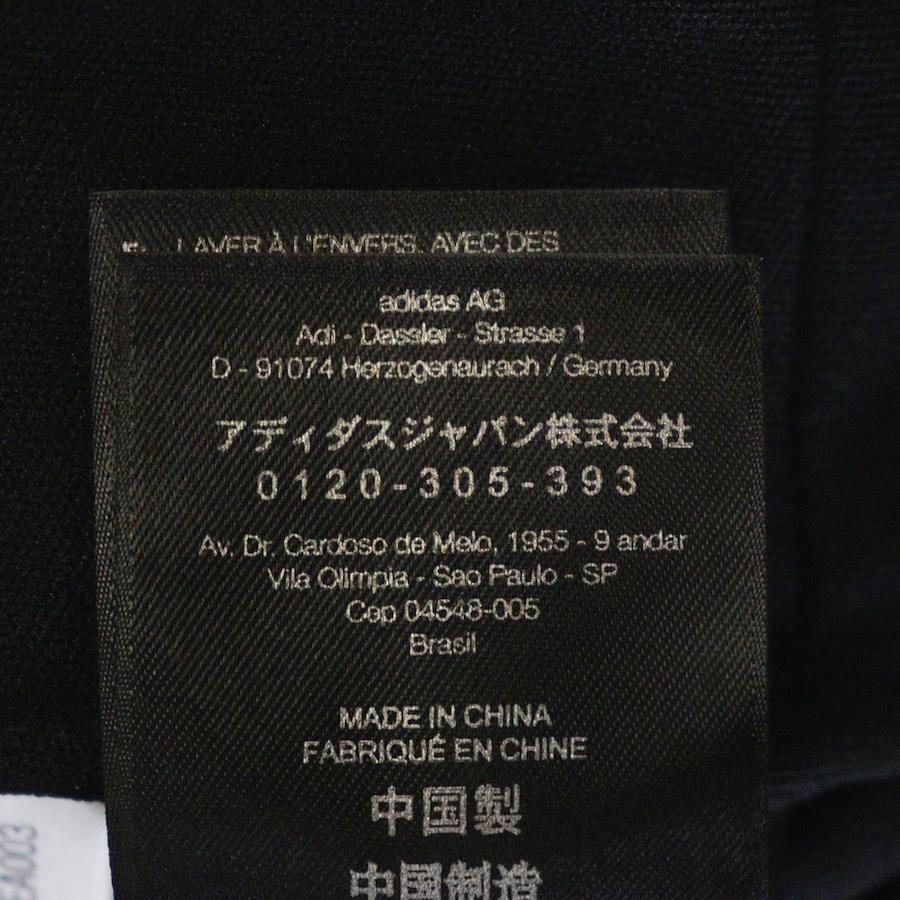 LAVER À L'ENVERS. AVEC DES
adidas AG
Adi - Dassler - Strasse 1
D - 91074 Herzogenaurach / Germany
アディダスジャパン株式会社
0120-305-393
Av. Dr. Cardoso de Melo, 1955 - 9 andar
Vila Olimpia - Sao Paulo - SP
Cep 04548-005
Brasil
MADE IN CHINA
FABRIQUÉ EN CHINE
中国製
中国制造
EA003